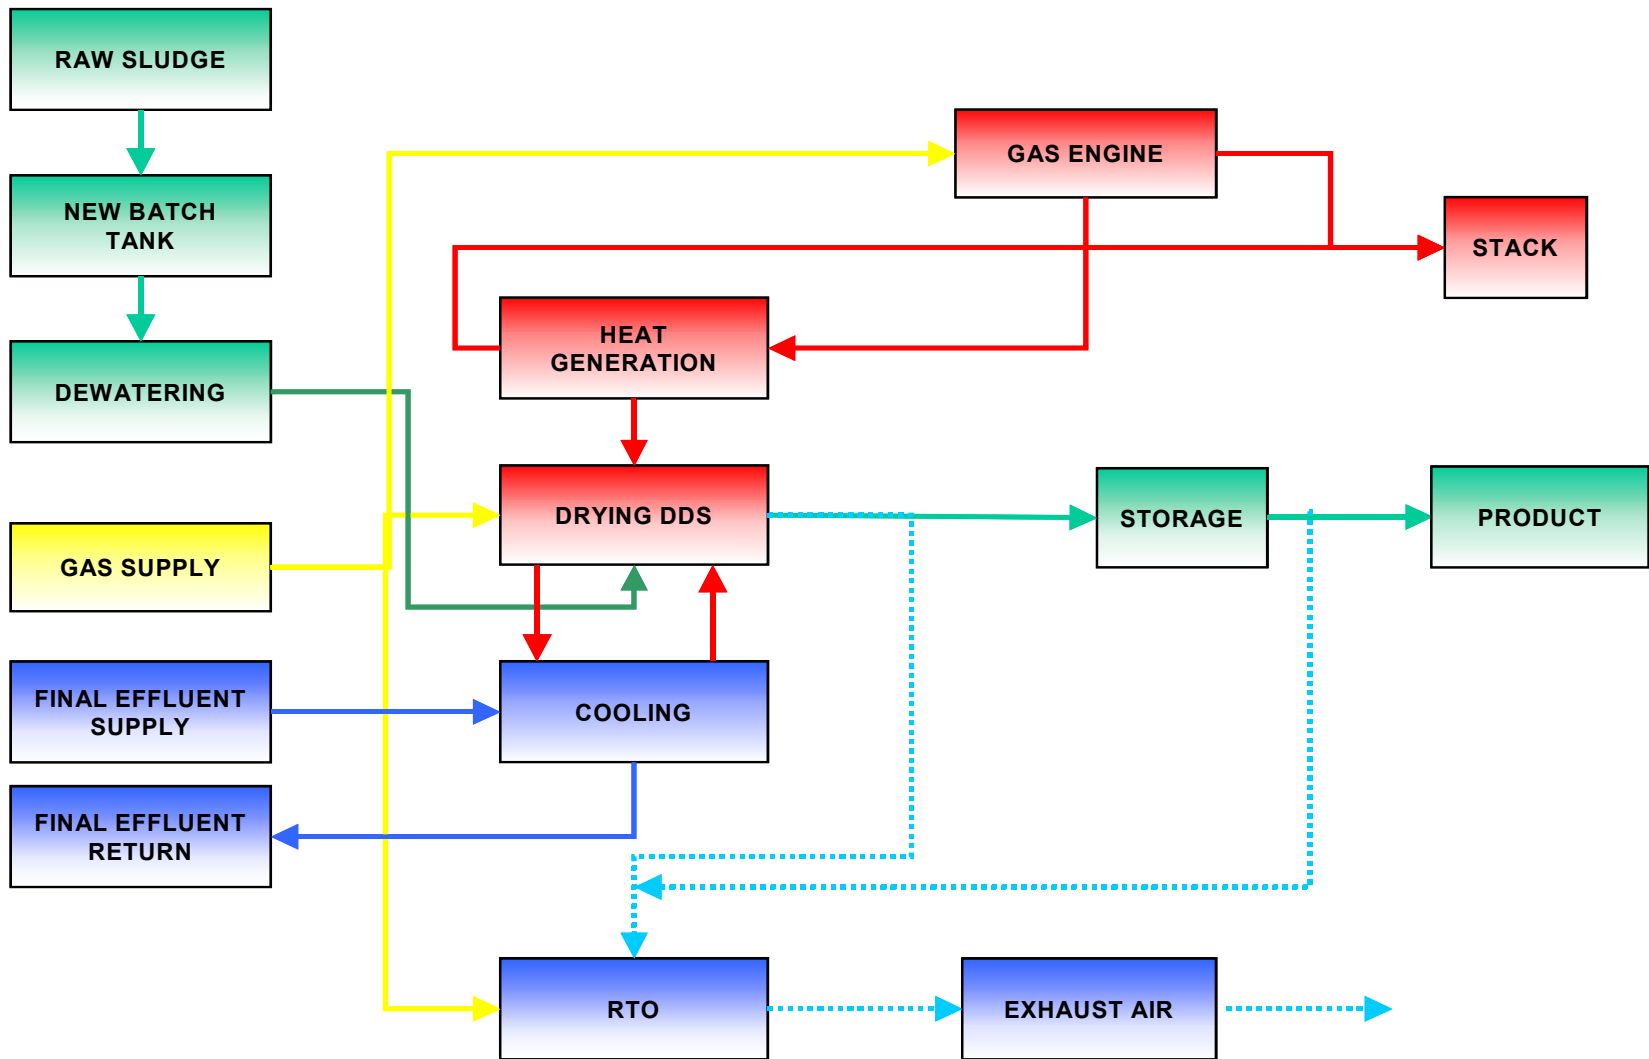 RAW SLUDGE
NEW BATCH
TANK
DEWATERING
GAS SUPPLY
FINAL EFFLUENT
SUPPLY
FINAL EFFLUENT
RETURN
GAS ENGINE
STACK
HEAT
GENERATION
DRYING DDS
STORAGE
PRODUCT
COOLING
RTO
EXHAUST AIR